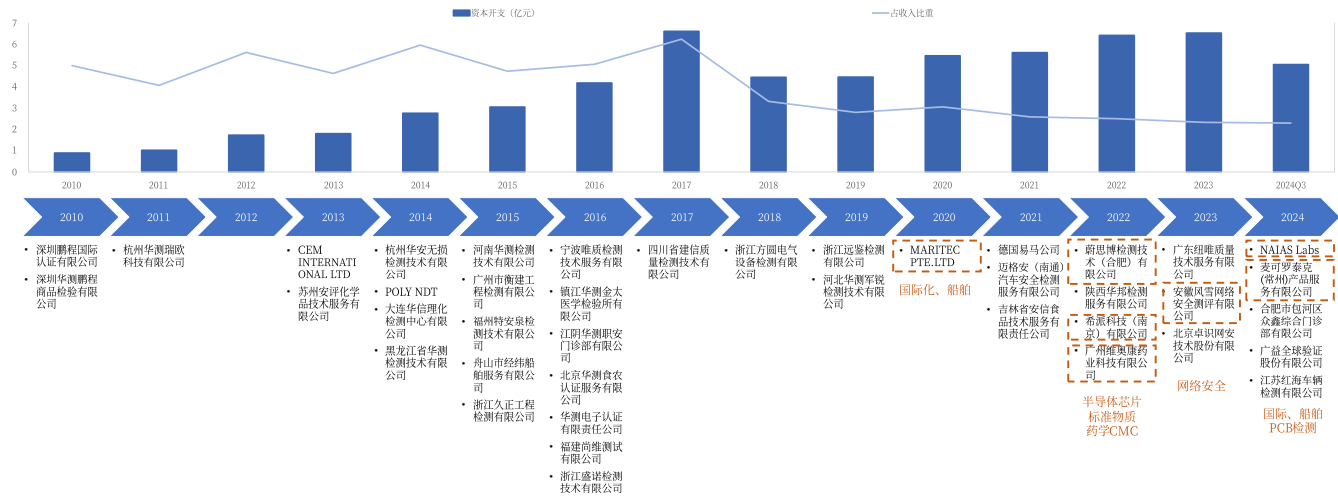 资本开支（亿元）
占收入比重
7
6
5
4
3
2
1
0
2010
2011
2012
2013
2014
2015
2016
2017
2018
2019
2020
2021
2022
2023
2024Q3
2010
2011
2012
2013
2014
2015
2016
2017
2018
2019
2020
2021
2022
2023
2024
• 深圳鹏程国际
认证有限公司
• 深圳华测鹏程
商品检验有限
公司
• 杭州华测瑞欧
科技有限公司
• CEM
INTERNATI
ONAL LTD
• 苏州安评化学
品技术服务有
限公司
• 杭州华安无损
检测技术有限
公司
• POLY NDT
• 大连华信理化
检测中心有限
公司
• 黑龙江省华测
检测技术有限
公司
• 河南华测检测
技术有限公司
• 广州市衡建工
程检测有限公
司
• 福州特安泉检
测技术有限公
司
• 舟山市经纬船
舶服务有限公
司
• 浙江久正工程
检测有限公司
• 宁波唯质检测
技术服务有限
公司
• 镇江华测金太
医学检验所有
限公司
• 江阴华测职安
门诊部有限公
司
• 北京华测食农
认证服务有限
公司
• 华测电子认证
有限责任公司
• 福建尚维测试
有限公司
• 浙江盛诺检测
技术有限公司
• 四川省建信质
量检测技术有
限公司
• 浙江方圆电气
设备检测有限
公司
• 浙江远鉴检测
有限公司
• 河北华测军锐
检测技术有限
公司
• MARITEC
PTE.LTD
国际化、船舶
• 德国易马公司
• 迈格安（南通）
汽车安全检测
服务有限公司
• 吉林省安信食
品技术服务有
限责任公司
• 蔚思博检测技
术（合肥）有
限公司
• 陕西华邦检测
服务有限公司
• 希派科技（南
京）有限公司
• 广州维奥康药
业科技有限公
司
半导体芯片
标准物质
药学CMC
• 广东纽唯质量
技术服务有限
公司
• 安徽风雪网络
安全测评有限
公司
• 北京卓识网安
技术股份有限
公司
网络安全
• NAIAS Labs
• 麦可罗泰克
(常州)产品服
务有限公司
• 合肥市包河区
众鑫综合门诊
部有限公司
• 广益全球验证
股份有限公司
• 江苏红海车辆
检测有限公司
国际、船舶
PCB检测